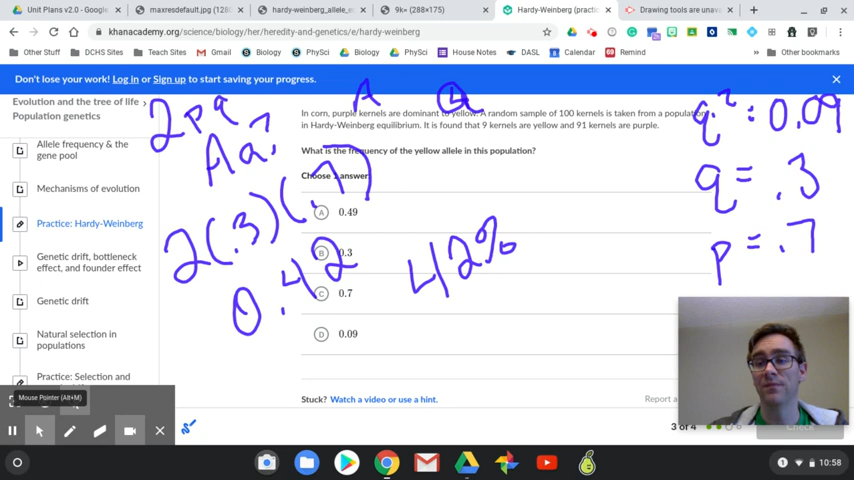 Unit Plans v2.0 - Google
maxresdefault.jpg (128
hardy-weinberg_allele_e
9k+ (288×175)
Hardy-Weinberg (practic
Drawing tools are unava
khanacademy.org/science/biology/her/heredity-and-genetics/e/hardy-weinberg
Other Stuff DCHS Sites Teach Sites Gmail Biology PhySci Biology PhySci House Notes DASL Calendar Remind Other bookmarks
Don't lose your work! Log in or Sign up to start saving your progress.
Evolution and the tree of life
Population genetics
Allele frequency & the
gene pool
Mechanisms of evolution
Practice: Hardy-Weinberg
Genetic drift, bottleneck
effect, and founder effect
Genetic drift
Natural selection in
populations
Practice: Selection and
Mouse Pointer (Alt+M)
In corn, purple kernels are dominant to yellow. A random sample of 100 kernels is taken from a population
in Hardy-Weinberg equilibrium. It is found that 9 kernels are yellow and 91 kernels are purple.
What is the frequency of the yellow allele in this population?
Choose 1 answer:
A 0.49
B 0.3
C 0.7
D 0.09
Stuck? Watch a video or use a hint.
Report a
3 of 4
Check
2pq
Aa?
2(.3)(.7)
0.42
42%
A
q² = 0.09
q = .3
p = .7
1 10:58